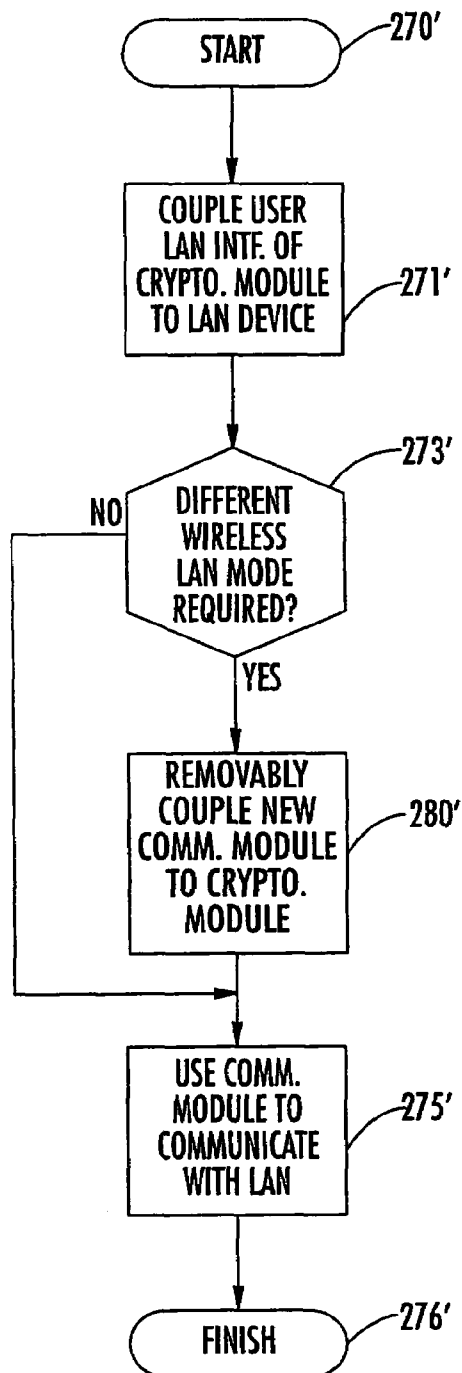 START
270'
COUPLE USER
LAN INTF. OF
CRYPTO. MODULE
TO LAN DEVICE
271'
273'
DIFFERENT
WIRELESS
LAN MODE
REQUIRED?
NO
YES
REMOVABLY
COUPLE NEW
COMM. MODULE
TO CRYPTO.
MODULE
280'
USE COMM.
MODULE TO
COMMUNICATE
WITH LAN
275'
FINISH
276'